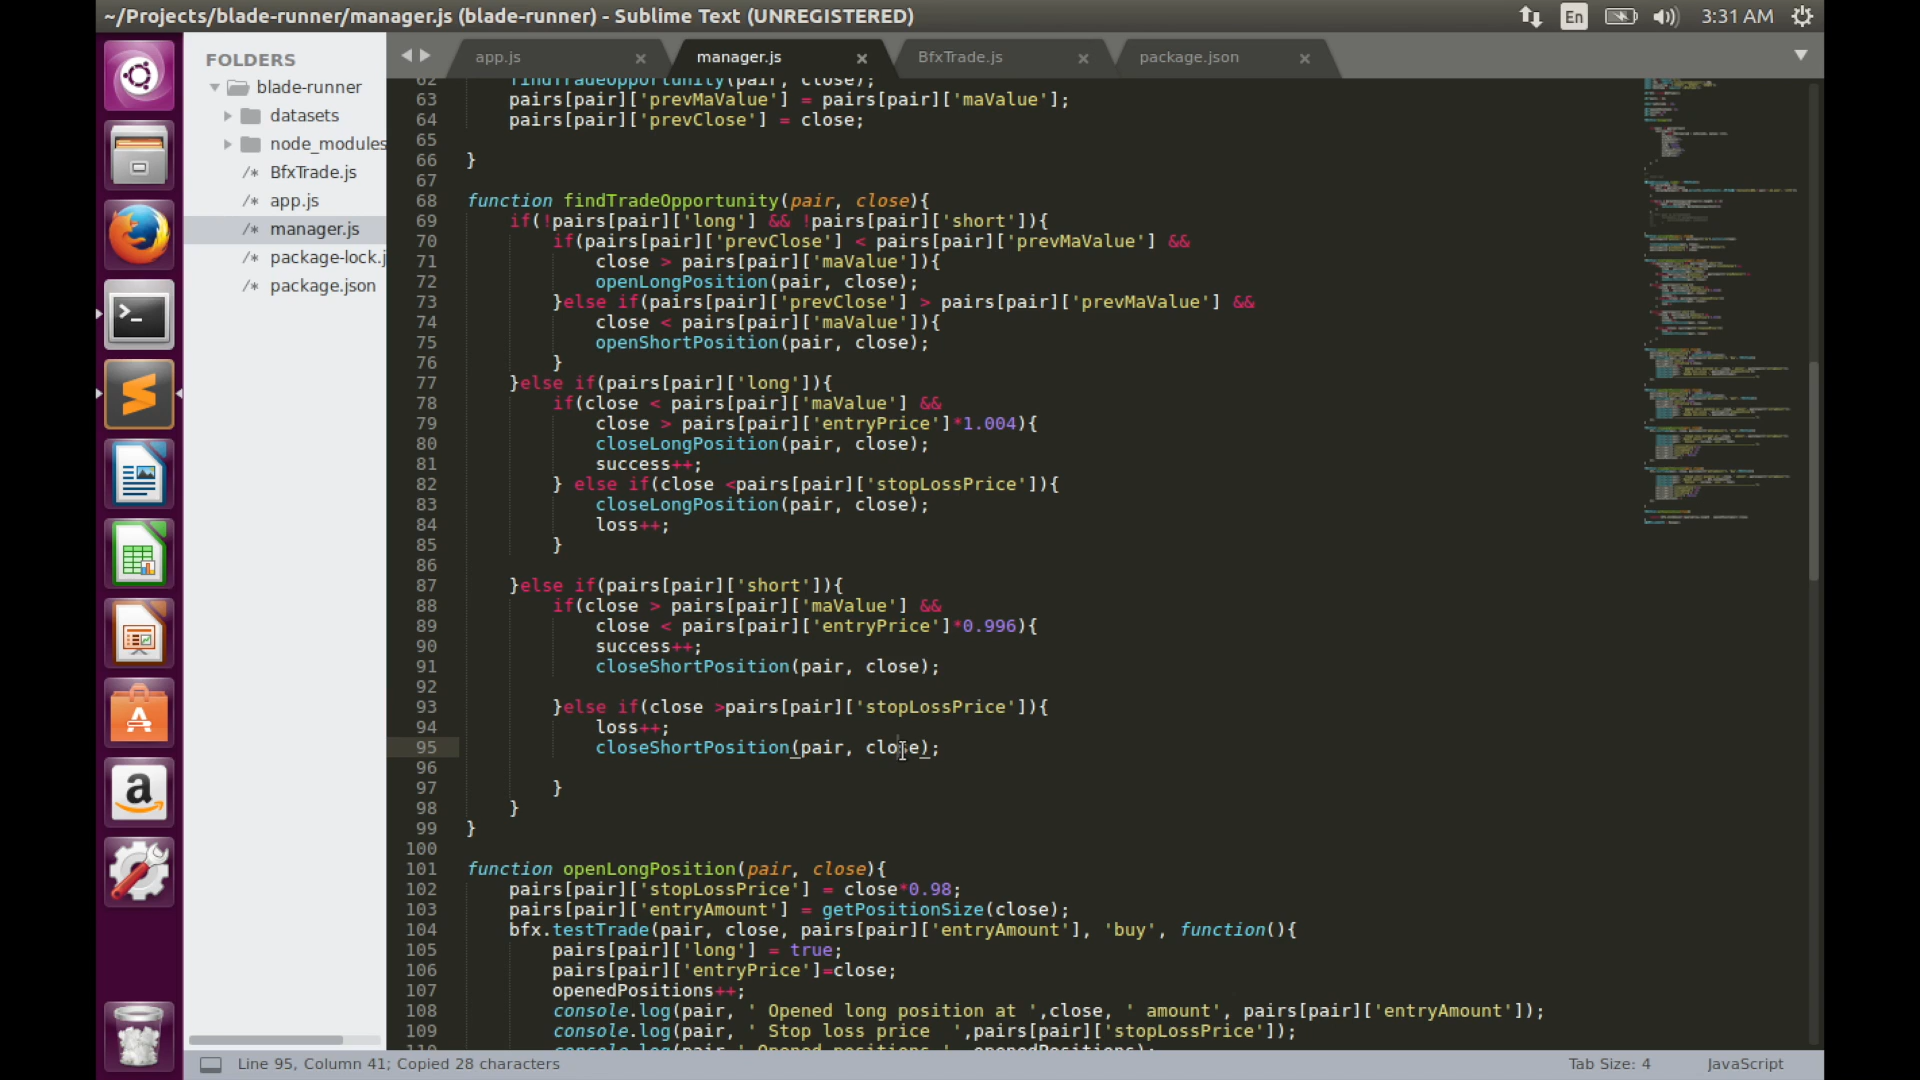 ~/Projects/blade-runner/manager.js (blade-runner) - Sublime Text (UNREGISTERED)
En
3:31 AM
FOLDERS
blade-runner
datasets
node_modules
/* BfxTrade.js
/* app.js
/* manager.js
/* package-lock.j
/* package.json
app.js
manager.js
BfxTrade.js
package.json
62 findTradeOpportunity(pair, close);
63 pairs[pair]['prevMaValue'] = pairs[pair]['maValue'];
64 pairs[pair]['prevClose'] = close;
65
66 }
67
68 function findTradeOpportunity(pair, close){
69 if(!pairs[pair]['long'] && !pairs[pair]['short']){
70 if(pairs[pair]['prevClose'] < pairs[pair]['prevMaValue'] &&
71 close > pairs[pair]['maValue']){
72 openLongPosition(pair, close);
73 }else if(pairs[pair]['prevClose'] > pairs[pair]['prevMaValue'] &&
74 close < pairs[pair]['maValue']){
75 openShortPosition(pair, close);
76 }
77 }else if(pairs[pair]['long']){
78 if(close < pairs[pair]['maValue'] &&
79 close > pairs[pair]['entryPrice']*1.004){
80 closeLongPosition(pair, close);
81 success++;
82 } else if(close <pairs[pair]['stopLossPrice']){
83 closeLongPosition(pair, close);
84 loss++;
85 }
86
87 }else if(pairs[pair]['short']){
88 if(close > pairs[pair]['maValue'] &&
89 close < pairs[pair]['entryPrice']*0.996){
90 success++;
91 closeShortPosition(pair, close);
92
93 }else if(close >pairs[pair]['stopLossPrice']){
94 loss++;
95 closeShortPosition(pair, close);
96
97 }
98 }
99 }
100
101 function openLongPosition(pair, close){
102 pairs[pair]['stopLossPrice'] = close*0.98;
103 pairs[pair]['entryAmount'] = getPositionSize(close);
104 bfx.testTrade(pair, close, pairs[pair]['entryAmount'], 'buy', function(){
105 pairs[pair]['long'] = true;
106 pairs[pair]['entryPrice']=close;
107 openedPositions++;
108 console.log(pair, ' Opened long position at ',close, ' amount', pairs[pair]['entryAmount']);
109 console.log(pair, ' Stop loss price  ',pairs[pair]['stopLossPrice']);
110 console.log(pair,' Opened positions ', openedPositions);
Line 95, Column 41; Copied 28 characters
Tab Size: 4
JavaScript